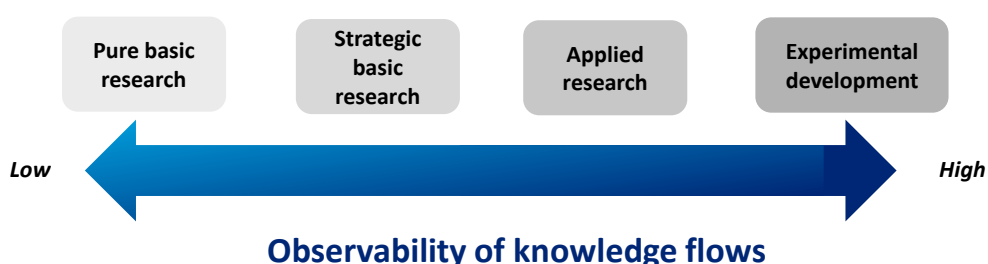 Pure basic
research
Strategic
basic
research
Applied
research
Experimental
development
Low
High
Observability of knowledge flows